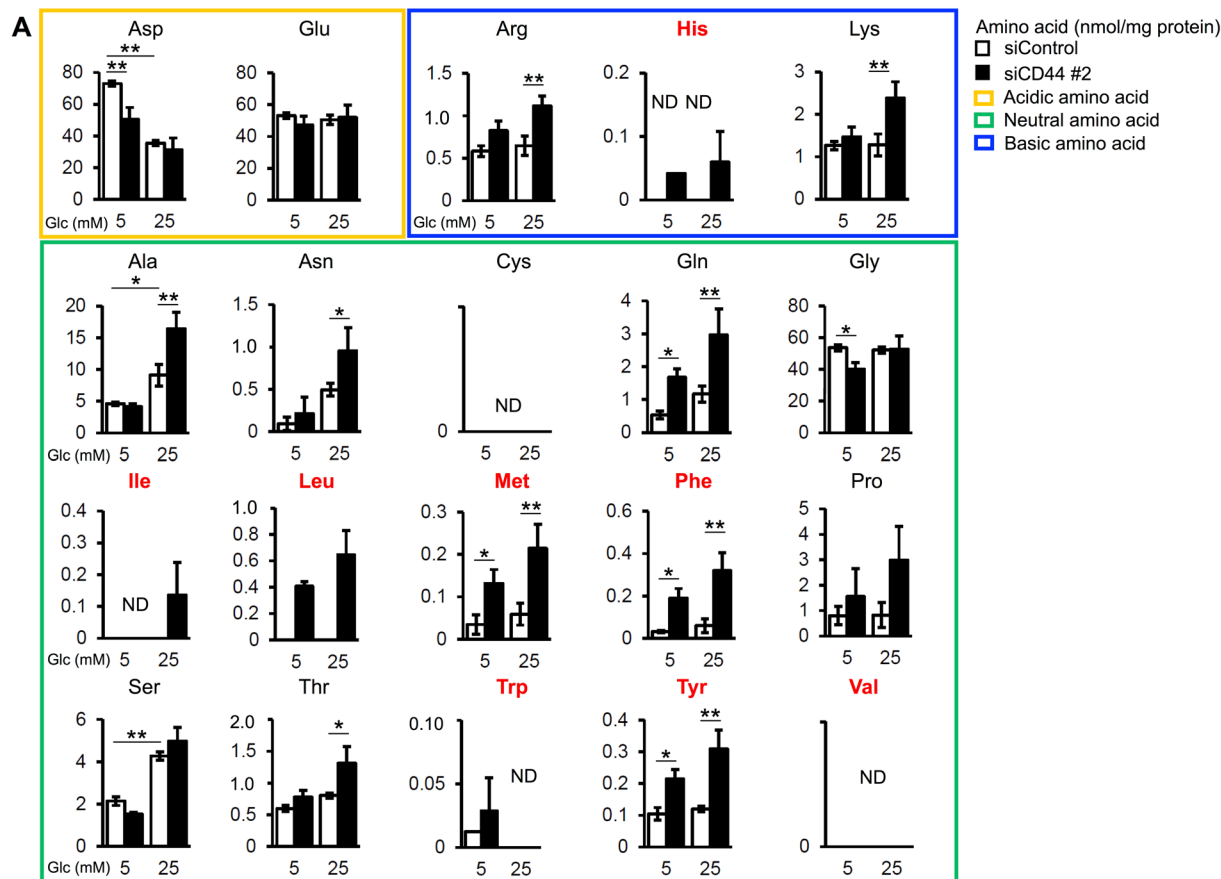 A
Asp Glu Arg His Lys
Amino acid (nmol/mg protein)
siControl
siCD44 #2
Acidic amino acid
Neutral amino acid
Basic amino acid
** ** ** **
80 60 40 20 0
80 60 40 20 0
1.5 1.0 0.5 0
0.2 0.1 0
ND ND
3 2 1 0
Glc (mM) 5 25 5 25 Glc (mM) 5 25 5 25 5 25
Ala Asn Cys Gln Gly
* ** * * ** *
20 15 10 5 0
1.5 1.0 0.5 0
0
ND
4 3 2 1 0
80 60 40 20 0
Glc (mM) 5 25 5 25 5 25 5 25 5 25
Ile Leu Met Phe Pro
* ** * **
0.4 0.3 0.2 0.1 0
ND
1.0 0.8 0.6 0.4 0.2 0
0.3 0.2 0.1 0
0.6 0.4 0.2 0
5 4 3 2 1 0
Glc (mM) 5 25 5 25 5 25 5 25 5 25
Ser Thr Trp Tyr Val
** * * **
6 4 2 0
2.0 1.5 1.0 0.5 0
0.10 0.05 0
ND
0.4 0.3 0.2 0.1 0
0
ND
Glc (mM) 5 25 5 25 5 25 5 25 5 25